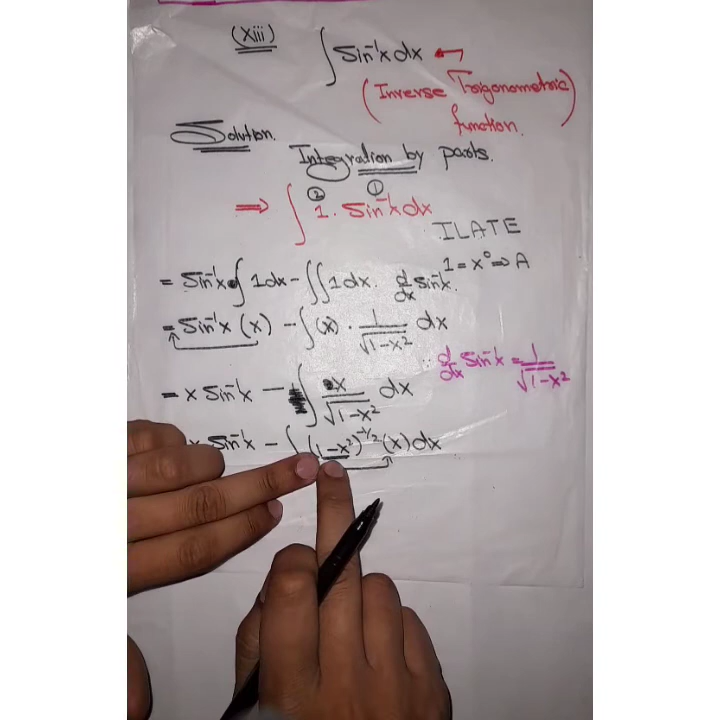 (xiii) ∫ Sin⁻¹x dx
(Inverse Trigonometric
function.
Solution.
Integration by parts.
② ①
⇒ ∫ 1 . Sin⁻¹x dx
ILATE
1 = x⁰ ⇒ A
= Sin⁻¹x ∫ 1dx - ∫∫ 1dx . d/dx Sin⁻¹x.
= Sin⁻¹x (x) - ∫(x) . 1/√1-x² dx
∵ d/dx Sin⁻¹x = 1/√1-x²
= x Sin⁻¹x - ∫ x/√1-x² dx
x Sin⁻¹x - ∫ (1-x²)⁻¹/² (x) dx